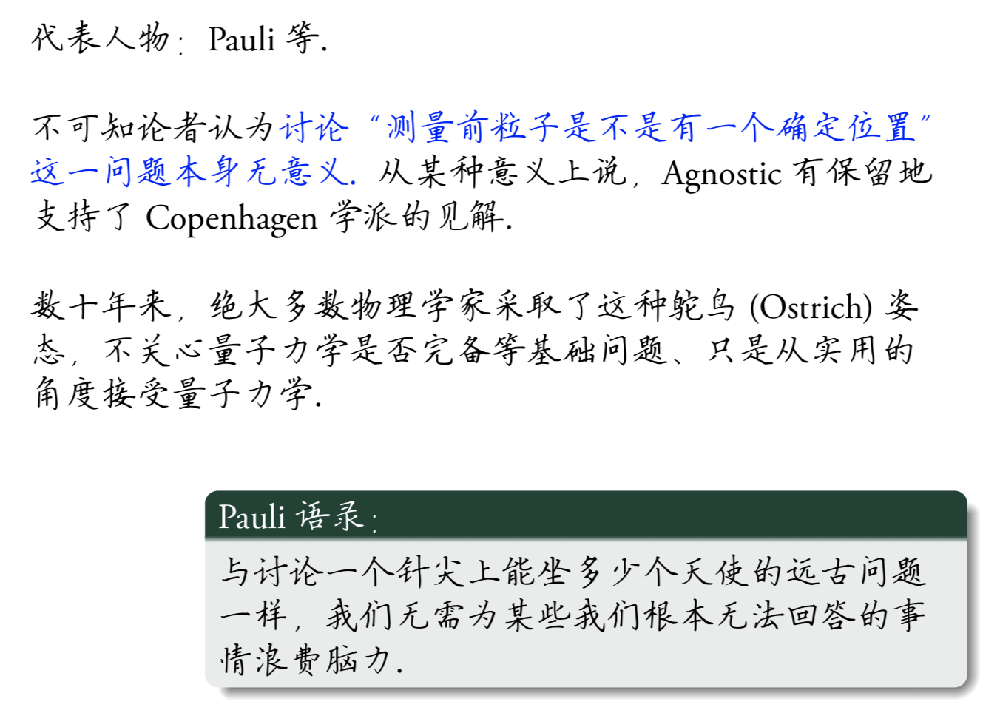 代表人物：Pauli 等.
不可知论者认为讨论“测量前粒子是不是有一个确定位置”
这一问题本身无意义. 从某种意义上说，Agnostic 有保留地
支持了 Copenhagen 学派的见解.
数十年来，绝大多数物理学家采取了这种鸵鸟 (Ostrich) 姿
态，不关心量子力学是否完备等基础问题、只是从实用的
角度接受量子力学.
Pauli 语录：
与讨论一个针尖上能坐多少个天使的远古问题
一样，我们无需为某些我们根本无法回答的事
情浪费脑力.